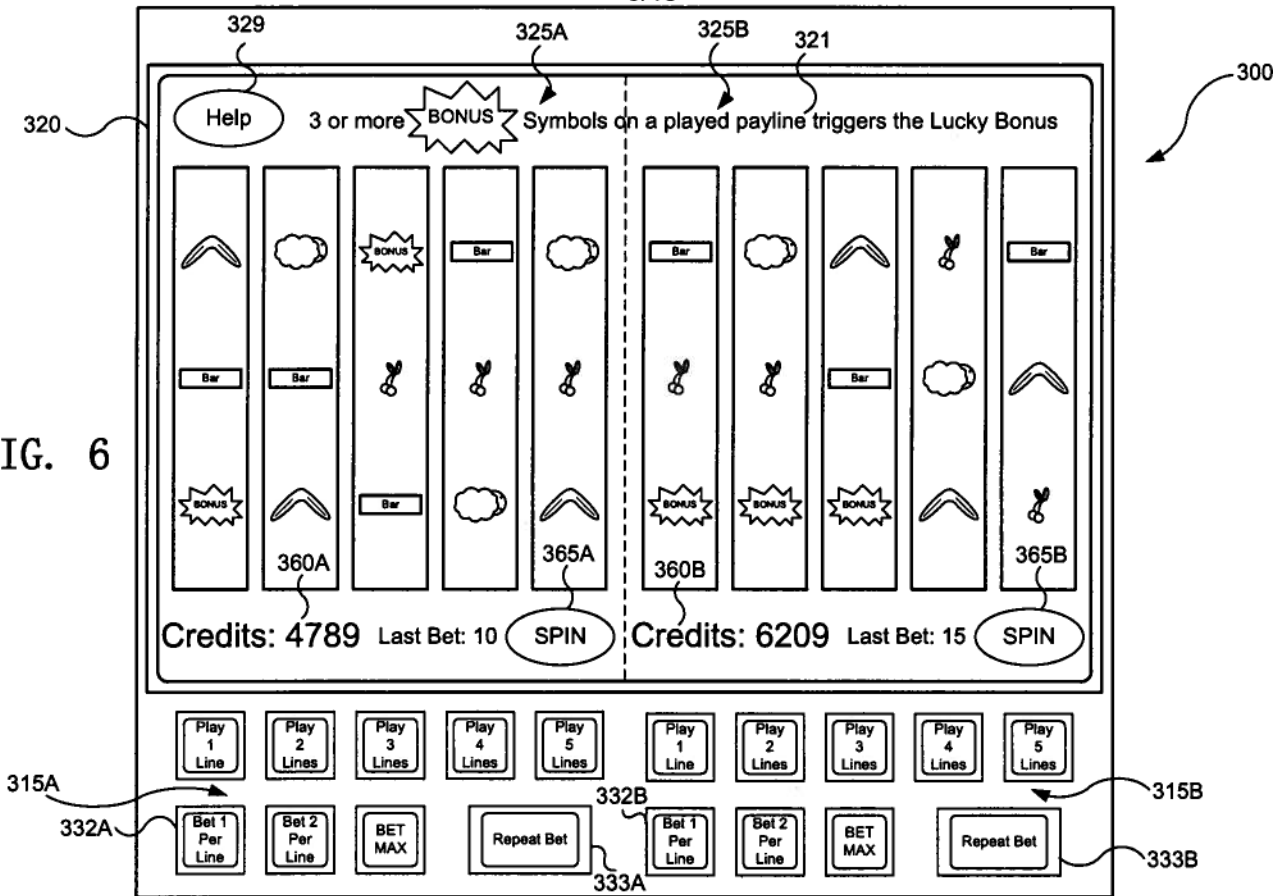 329
325A
325B
321
300
320
Help
3 or more BONUS Symbols on a played payline triggers the Lucky Bonus
BONUS Bar Bar Bar
Bar Bar Bar
IG. 6
BONUS Bar BONUS BONUS BONUS
360A
365A
360B
365B
Credits: 4789 Last Bet: 10 SPIN Credits: 6209 Last Bet: 15 SPIN
Play 1 Line
Play 2 Lines
Play 3 Lines
Play 4 Lines
Play 5 Lines
Play 1 Line
Play 2 Lines
Play 3 Lines
Play 4 Lines
Play 5 Lines
315A
332B
315B
332A
Bet 1 Per Line
Bet 2 Per Line
BET MAX
Repeat Bet
Bet 1 Per Line
Bet 2 Per Line
BET MAX
Repeat Bet
333A
333B